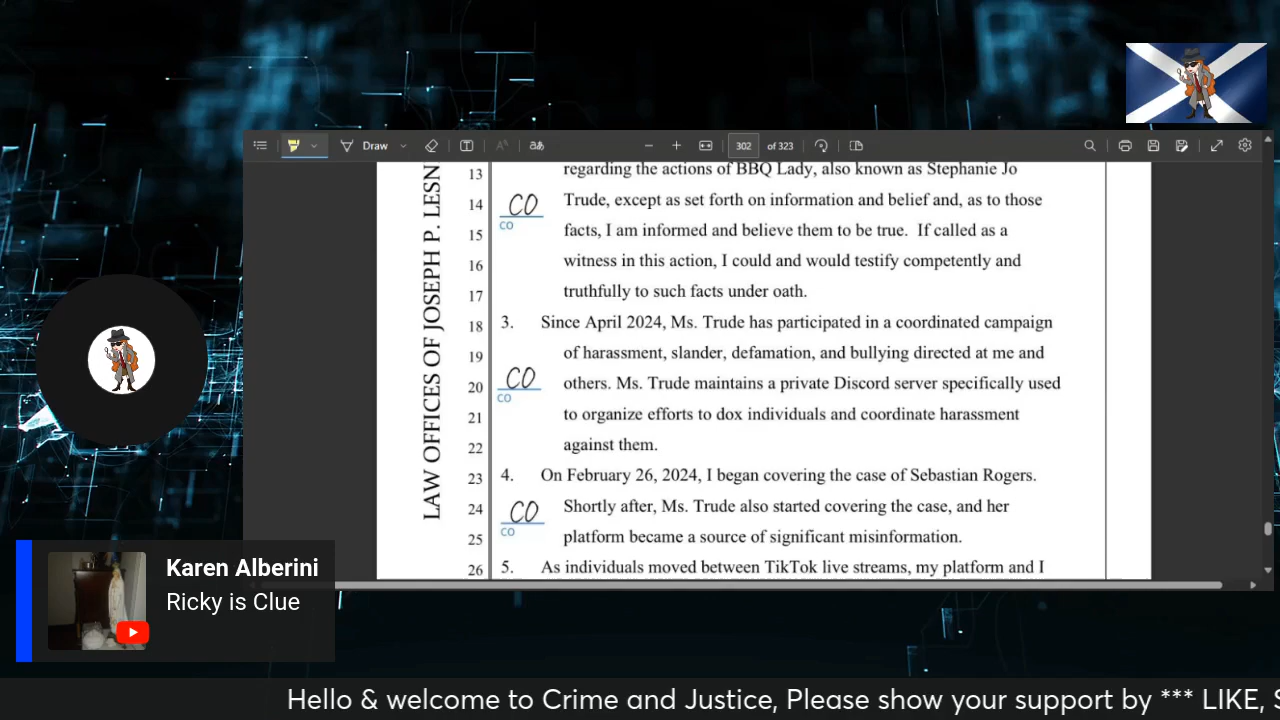 Draw
302
of 323
LAW OFFICES OF JOSEPH P. LESN
13 regarding the actions of BBQ Lady, also known as Stephanie Jo
14 CO Trude, except as set forth on information and belief and, as to those
CO
15 facts, I am informed and believe them to be true. If called as a
16 witness in this action, I could and would testify competently and
17 truthfully to such facts under oath.
18 3. Since April 2024, Ms. Trude has participated in a coordinated campaign
19 of harassment, slander, defamation, and bullying directed at me and
20 CO others. Ms. Trude maintains a private Discord server specifically used
CO
21 to organize efforts to dox individuals and coordinate harassment
22 against them.
23 4. On February 26, 2024, I began covering the case of Sebastian Rogers.
24 CO Shortly after, Ms. Trude also started covering the case, and her
CO
25 platform became a source of significant misinformation.
26 5. As individuals moved between TikTok live streams, my platform and I
Karen Alberini
Ricky is Clue
Hello & welcome to Crime and Justice, Please show your support by *** LIKE, S